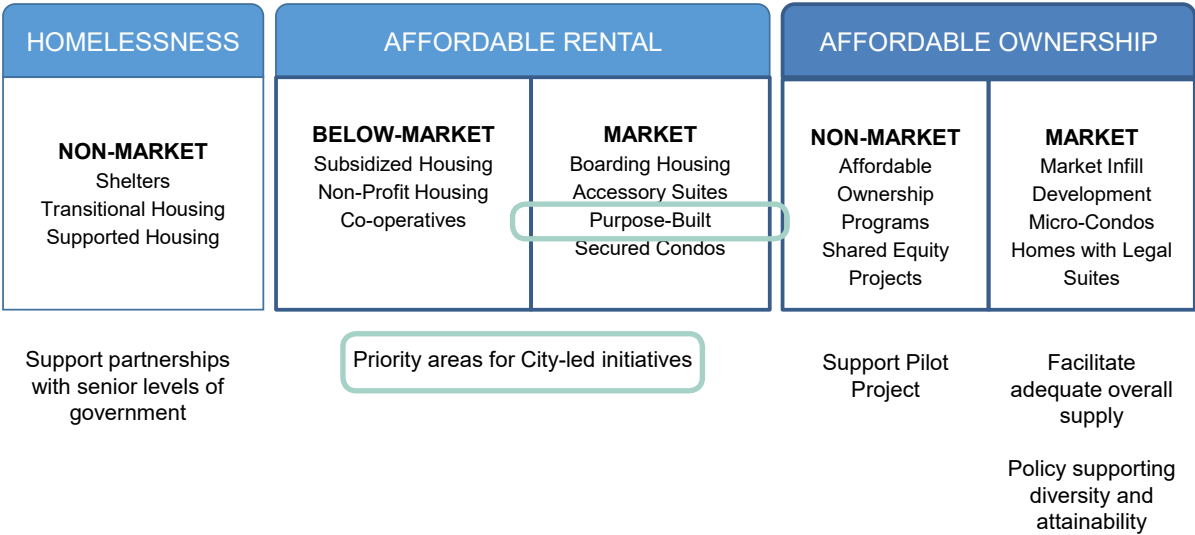 HOMELESSNESS
NON-MARKET
Shelters
Transitional Housing
Supported Housing
Support partnerships
with senior levels of
government
AFFORDABLE RENTAL
BELOW-MARKET
Subsidized Housing
Non-Profit Housing
Co-operatives
MARKET
Boarding Housing
Accessory Suites
Purpose-Built
Secured Condos
Priority areas for City-led initiatives
AFFORDABLE OWNERSHIP
NON-MARKET
Affordable
Ownership
Programs
Shared Equity
Projects
Support Pilot
Project
MARKET
Market Infill
Development
Micro-Condos
Homes with Legal
Suites
Facilitate
adequate overall
supply
Policy supporting
diversity and
attainability